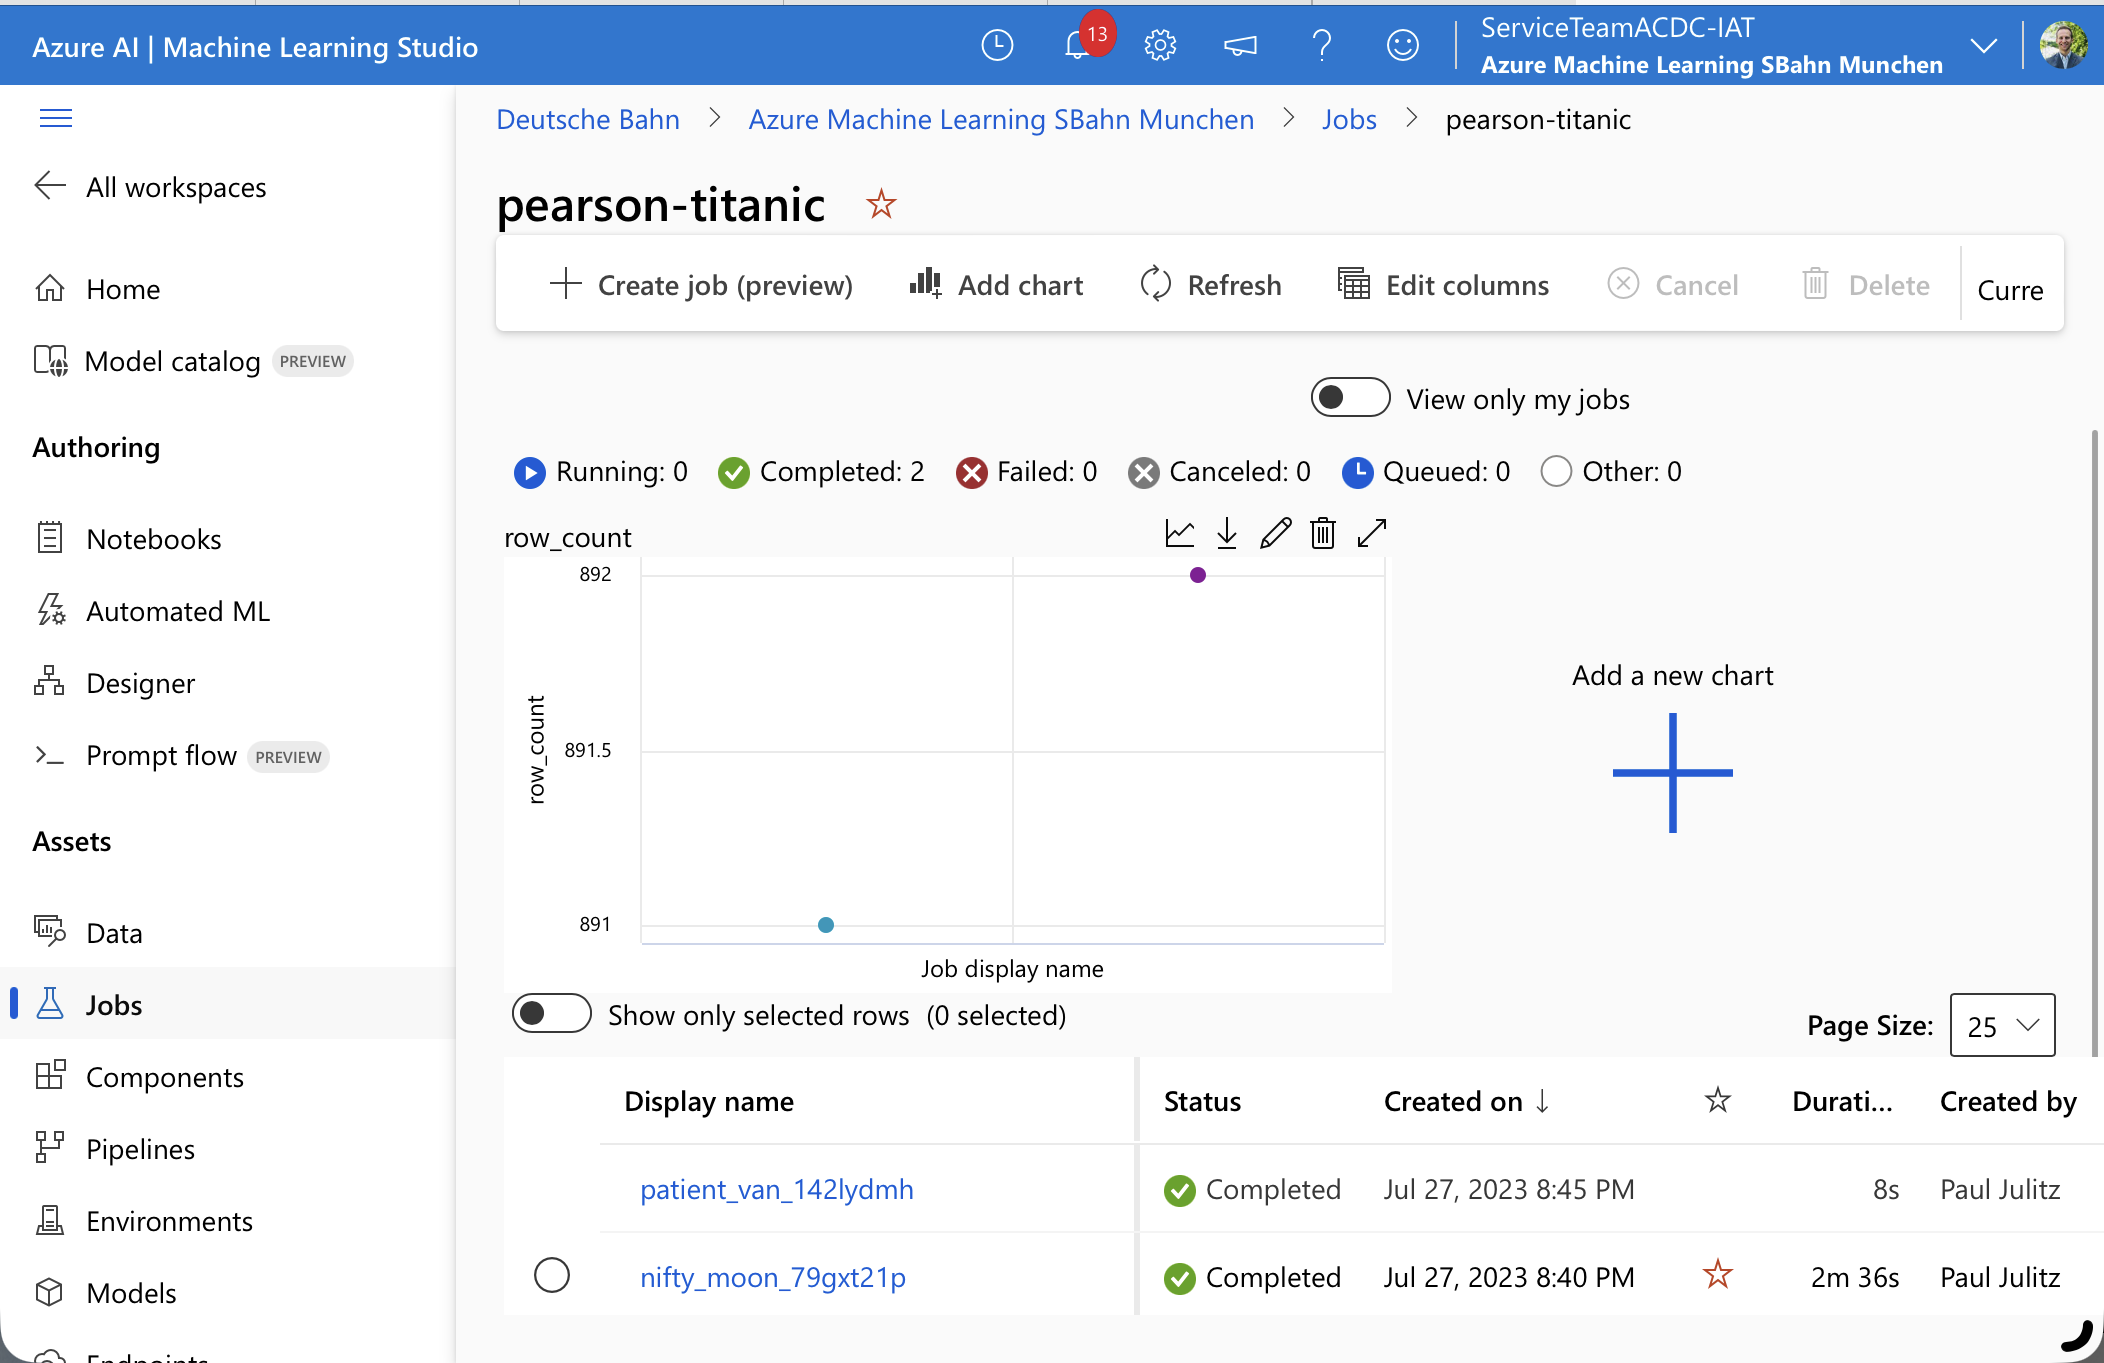 Azure AI | Machine Learning Studio
13
ServiceTeamACDC-IAT
Azure Machine Learning SBahn Munchen
All workspaces
Home
Model catalog PREVIEW
Authoring
Notebooks
Automated ML
Designer
Prompt flow PREVIEW
Assets
Data
Jobs
Components
Pipelines
Environments
Models
Endpoints
Deutsche Bahn > Azure Machine Learning SBahn Munchen > Jobs > pearson-titanic
pearson-titanic
Create job (preview) Add chart Refresh Edit columns Cancel Delete Curre
View only my jobs
Running: 0 Completed: 2 Failed: 0 Canceled: 0 Queued: 0 Other: 0
row_count
892
891.5
891
row_count
Job display name
Add a new chart
Show only selected rows (0 selected)
Page Size: 25
Display name Status Created on ↓ Durati... Created by
patient_van_142lydmh Completed Jul 27, 2023 8:45 PM 8s Paul Julitz
nifty_moon_79gxt21p Completed Jul 27, 2023 8:40 PM 2m 36s Paul Julitz